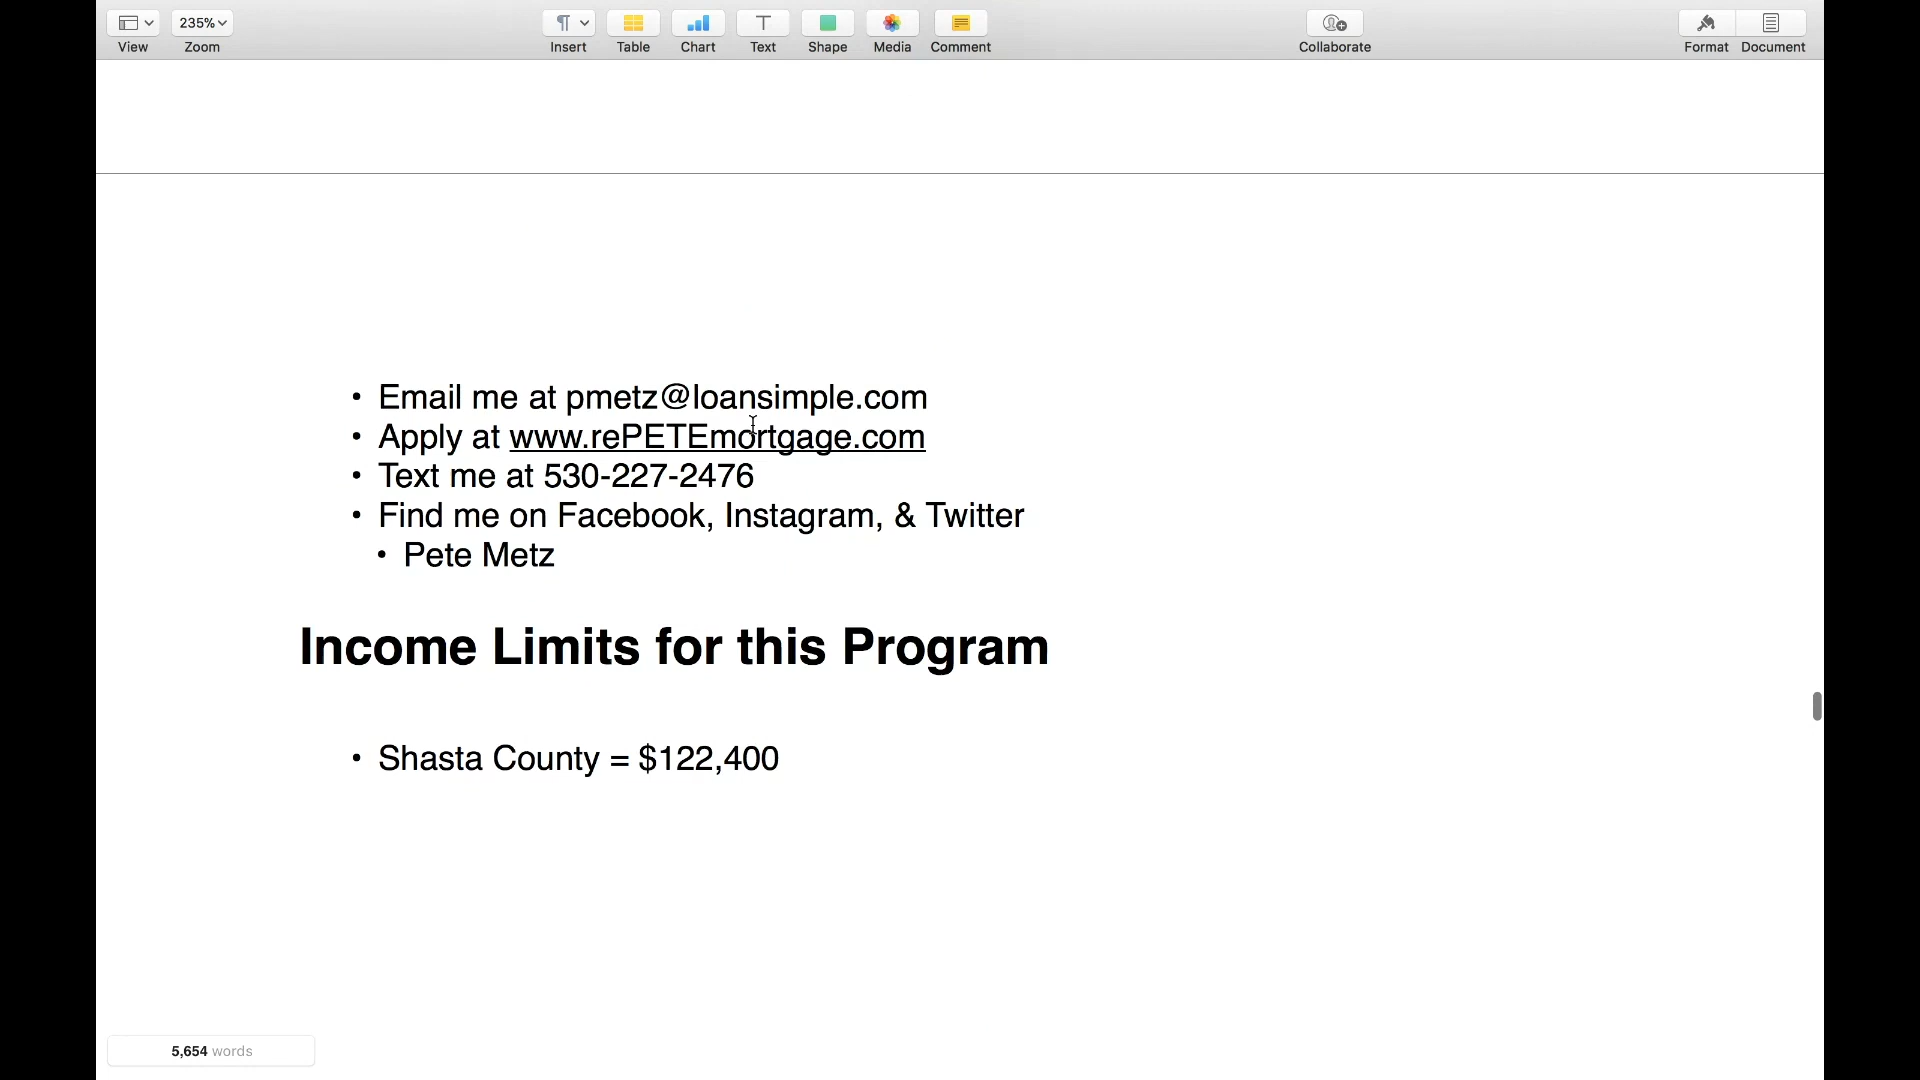 235%
View
Zoom
Insert
Table
Chart
Text
Shape
Media
Comment
Collaborate
Format
Document
• Email me at pmetz@loansimple.com
• Apply at www.rePETEmortgage.com
• Text me at 530-227-2476
• Find me on Facebook, Instagram, & Twitter
• Pete Metz
Income Limits for this Program
• Shasta County = $122,400
5,654 words